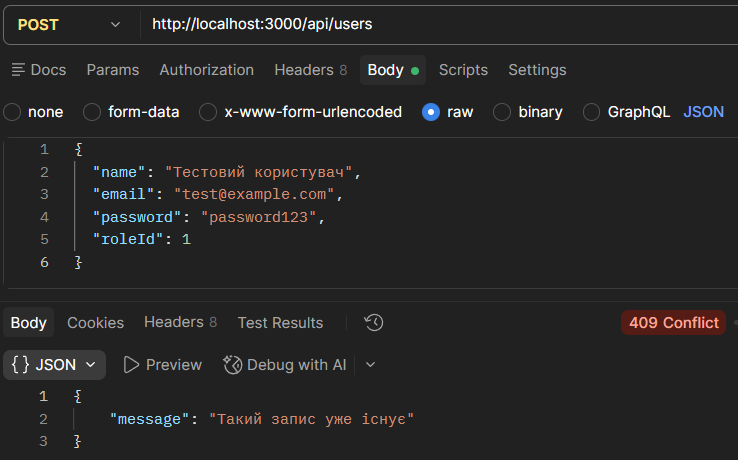 POST http://localhost:3000/api/users
Docs Params Authorization Headers 8 Body Scripts Settings
none form-data x-www-form-urlencoded raw binary GraphQL JSON
1 {
2 "name": "Тестовий користувач",
3 "email": "test@example.com",
4 "password": "password123",
5 "roleId": 1
6 }
Body Cookies Headers 8 Test Results 409 Conflict
{} JSON Preview Debug with AI
1 {
2 "message": "Такий запис уже існує"
3 }